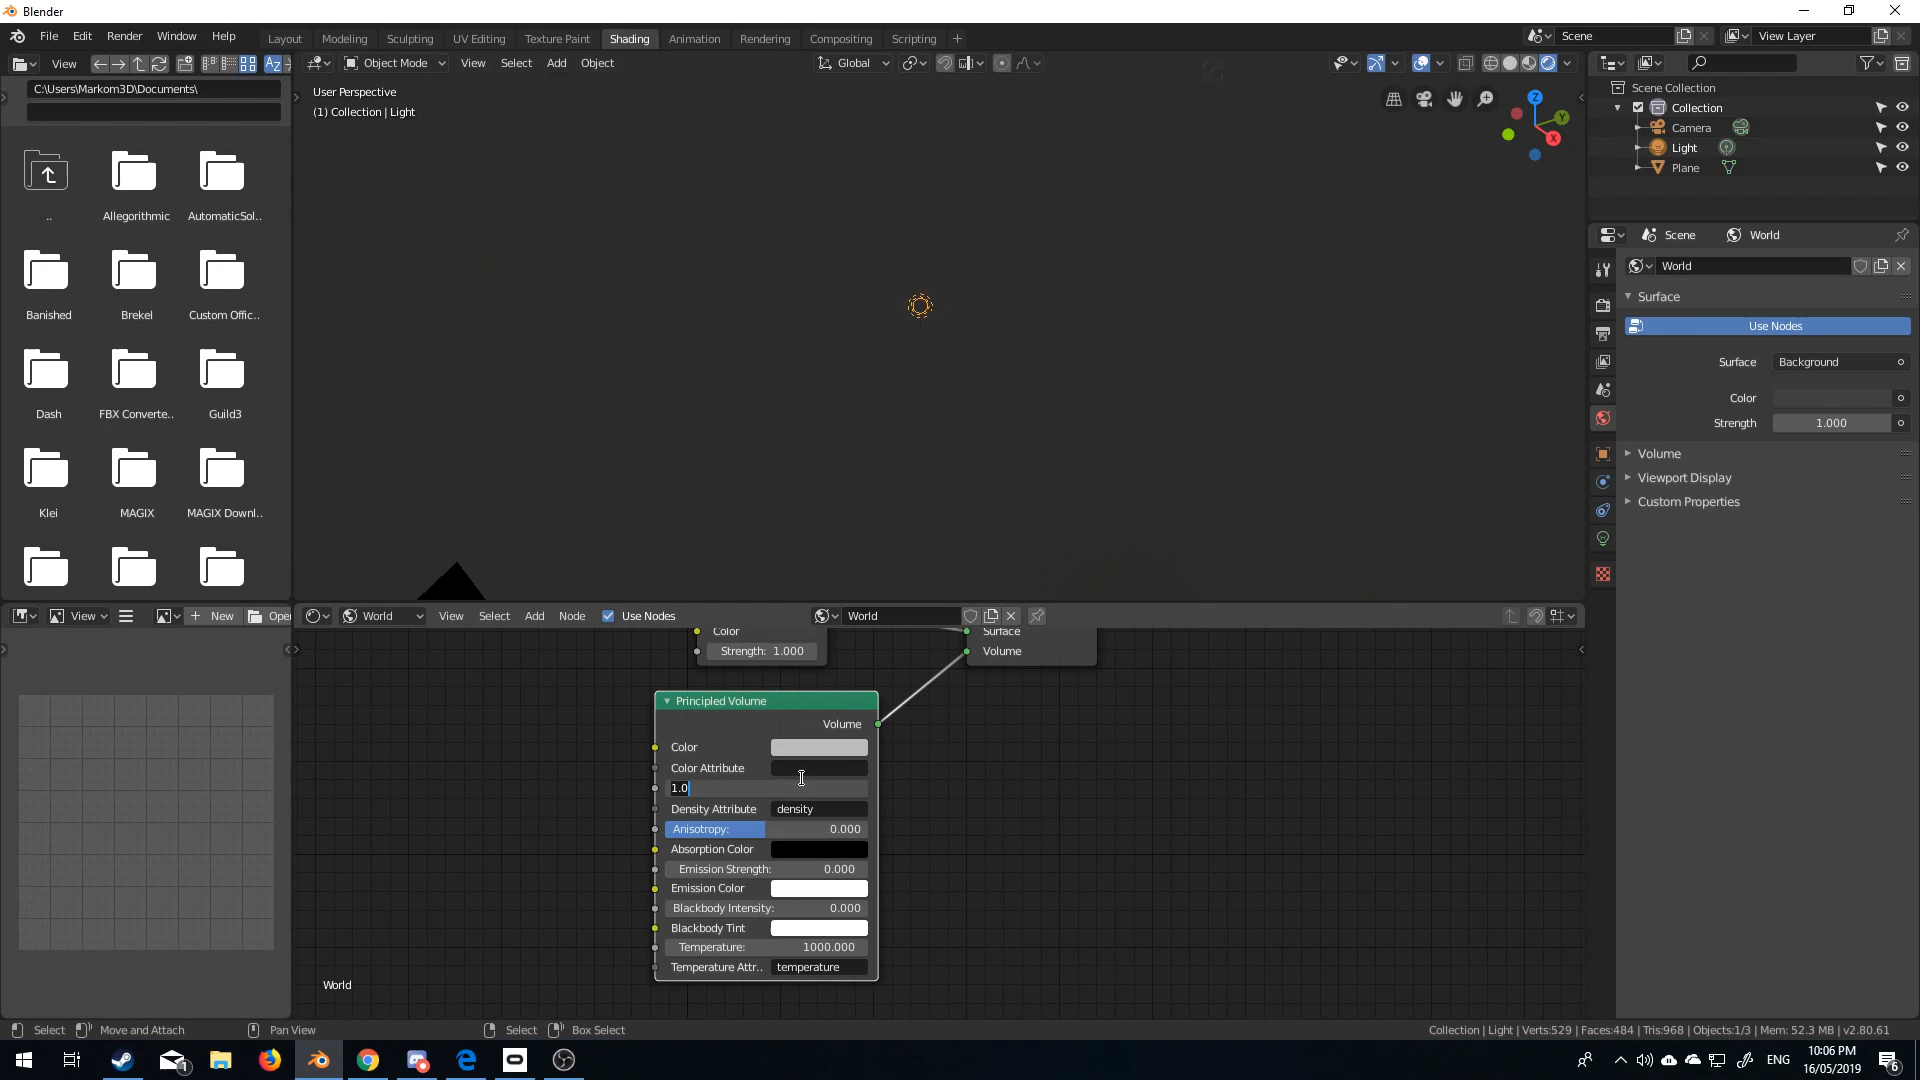 Blender
File Edit Render Window Help
Layout Modeling Sculpting UV Editing Texture Paint Shading Animation Rendering Compositing Scripting +
Scene
View Layer
View
Object Mode View Select Add Object
Global
C:\Users\Markom3D\Documents\
User Perspective
(1) Collection | Light
Z
Y
X
..
Allegorithmic
AutomaticSol..
Banished
Brekel
Custom Offic..
Dash
FBX Converte..
Guild3
Klei
MAGIX
MAGIX Downl..
Scene Collection
Collection
Camera
Light
Plane
Scene World
World
Surface
Use Nodes
Surface Background
Color
Strength 1.000
Volume
Viewport Display
Custom Properties
View New Open
World View Select Add Node Use Nodes World
Color
Strength: 1.000
Surface
Volume
Principled Volume
Volume
Color
Color Attribute
1.0
Density Attribute density
Anisotropy: 0.000
Absorption Color
Emission Strength: 0.000
Emission Color
Blackbody Intensity: 0.000
Blackbody Tint
Temperature: 1000.000
Temperature Attr.. temperature
World
Select Move and Attach Pan View Select Box Select
Collection | Light | Verts:529 | Faces:484 | Tris:968 | Objects:1/3 | Mem: 52.3 MB | v2.80.61
1
ENG
10:06 PM
16/05/2019
6